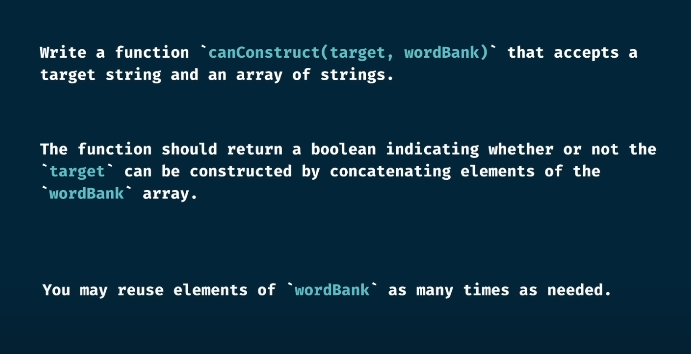 Write a function `canConstruct(target, wordBank)` that accepts a
target string and an array of strings.
The function should return a boolean indicating whether or not the
`target` can be constructed by concatenating elements of the
`wordBank` array.
You may reuse elements of `wordBank` as many times as needed.